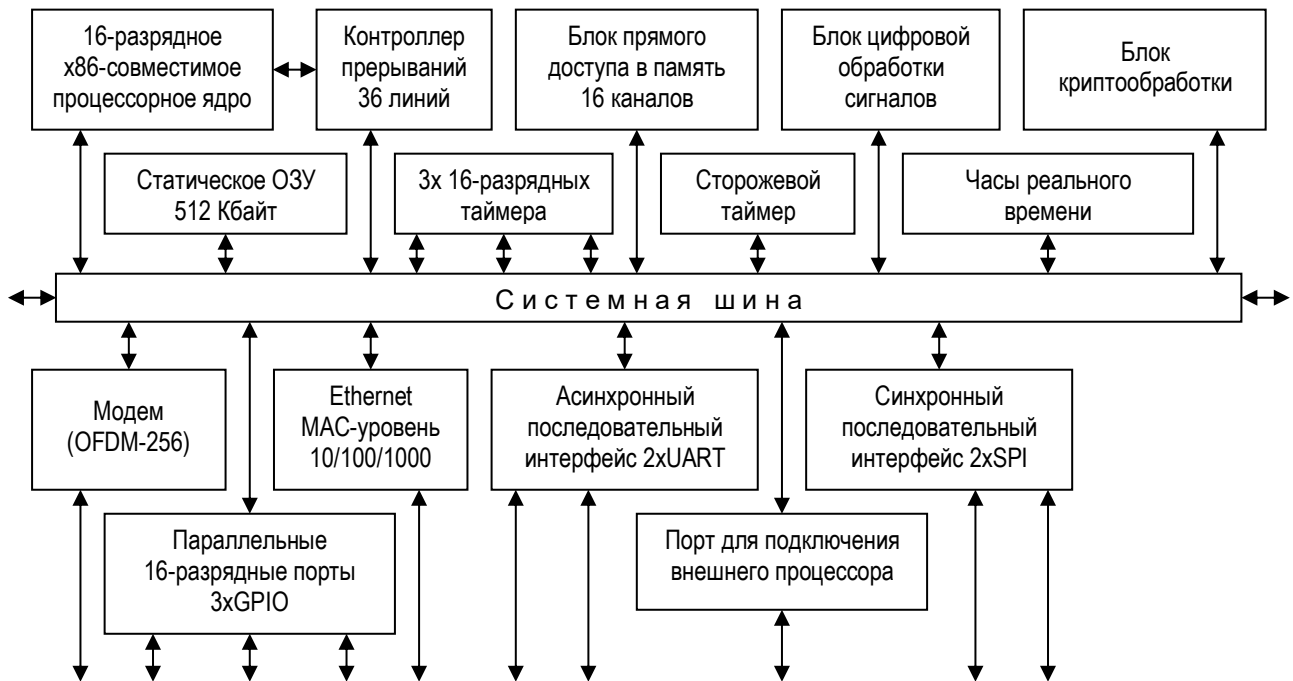 16-разрядное
x86-совместимое
процессорное ядро
Контроллер
прерываний
36 линий
Блок прямого
доступа в память
16 каналов
Блок цифровой
обработки
сигналов
Блок
криптообработки
Статическое ОЗУ
512 Кбайт
3x 16-разрядных
таймера
Сторожевой
таймер
Часы реального
времени
Системная шина
Модем
(OFDM-256)
Ethernet
MAC-уровень
10/100/1000
Асинхронный
последовательный
интерфейс 2xUART
Синхронный
последовательный
интерфейс 2xSPI
Параллельные
16-разрядные порты
3xGPIO
Порт для подключения
внешнего процессора